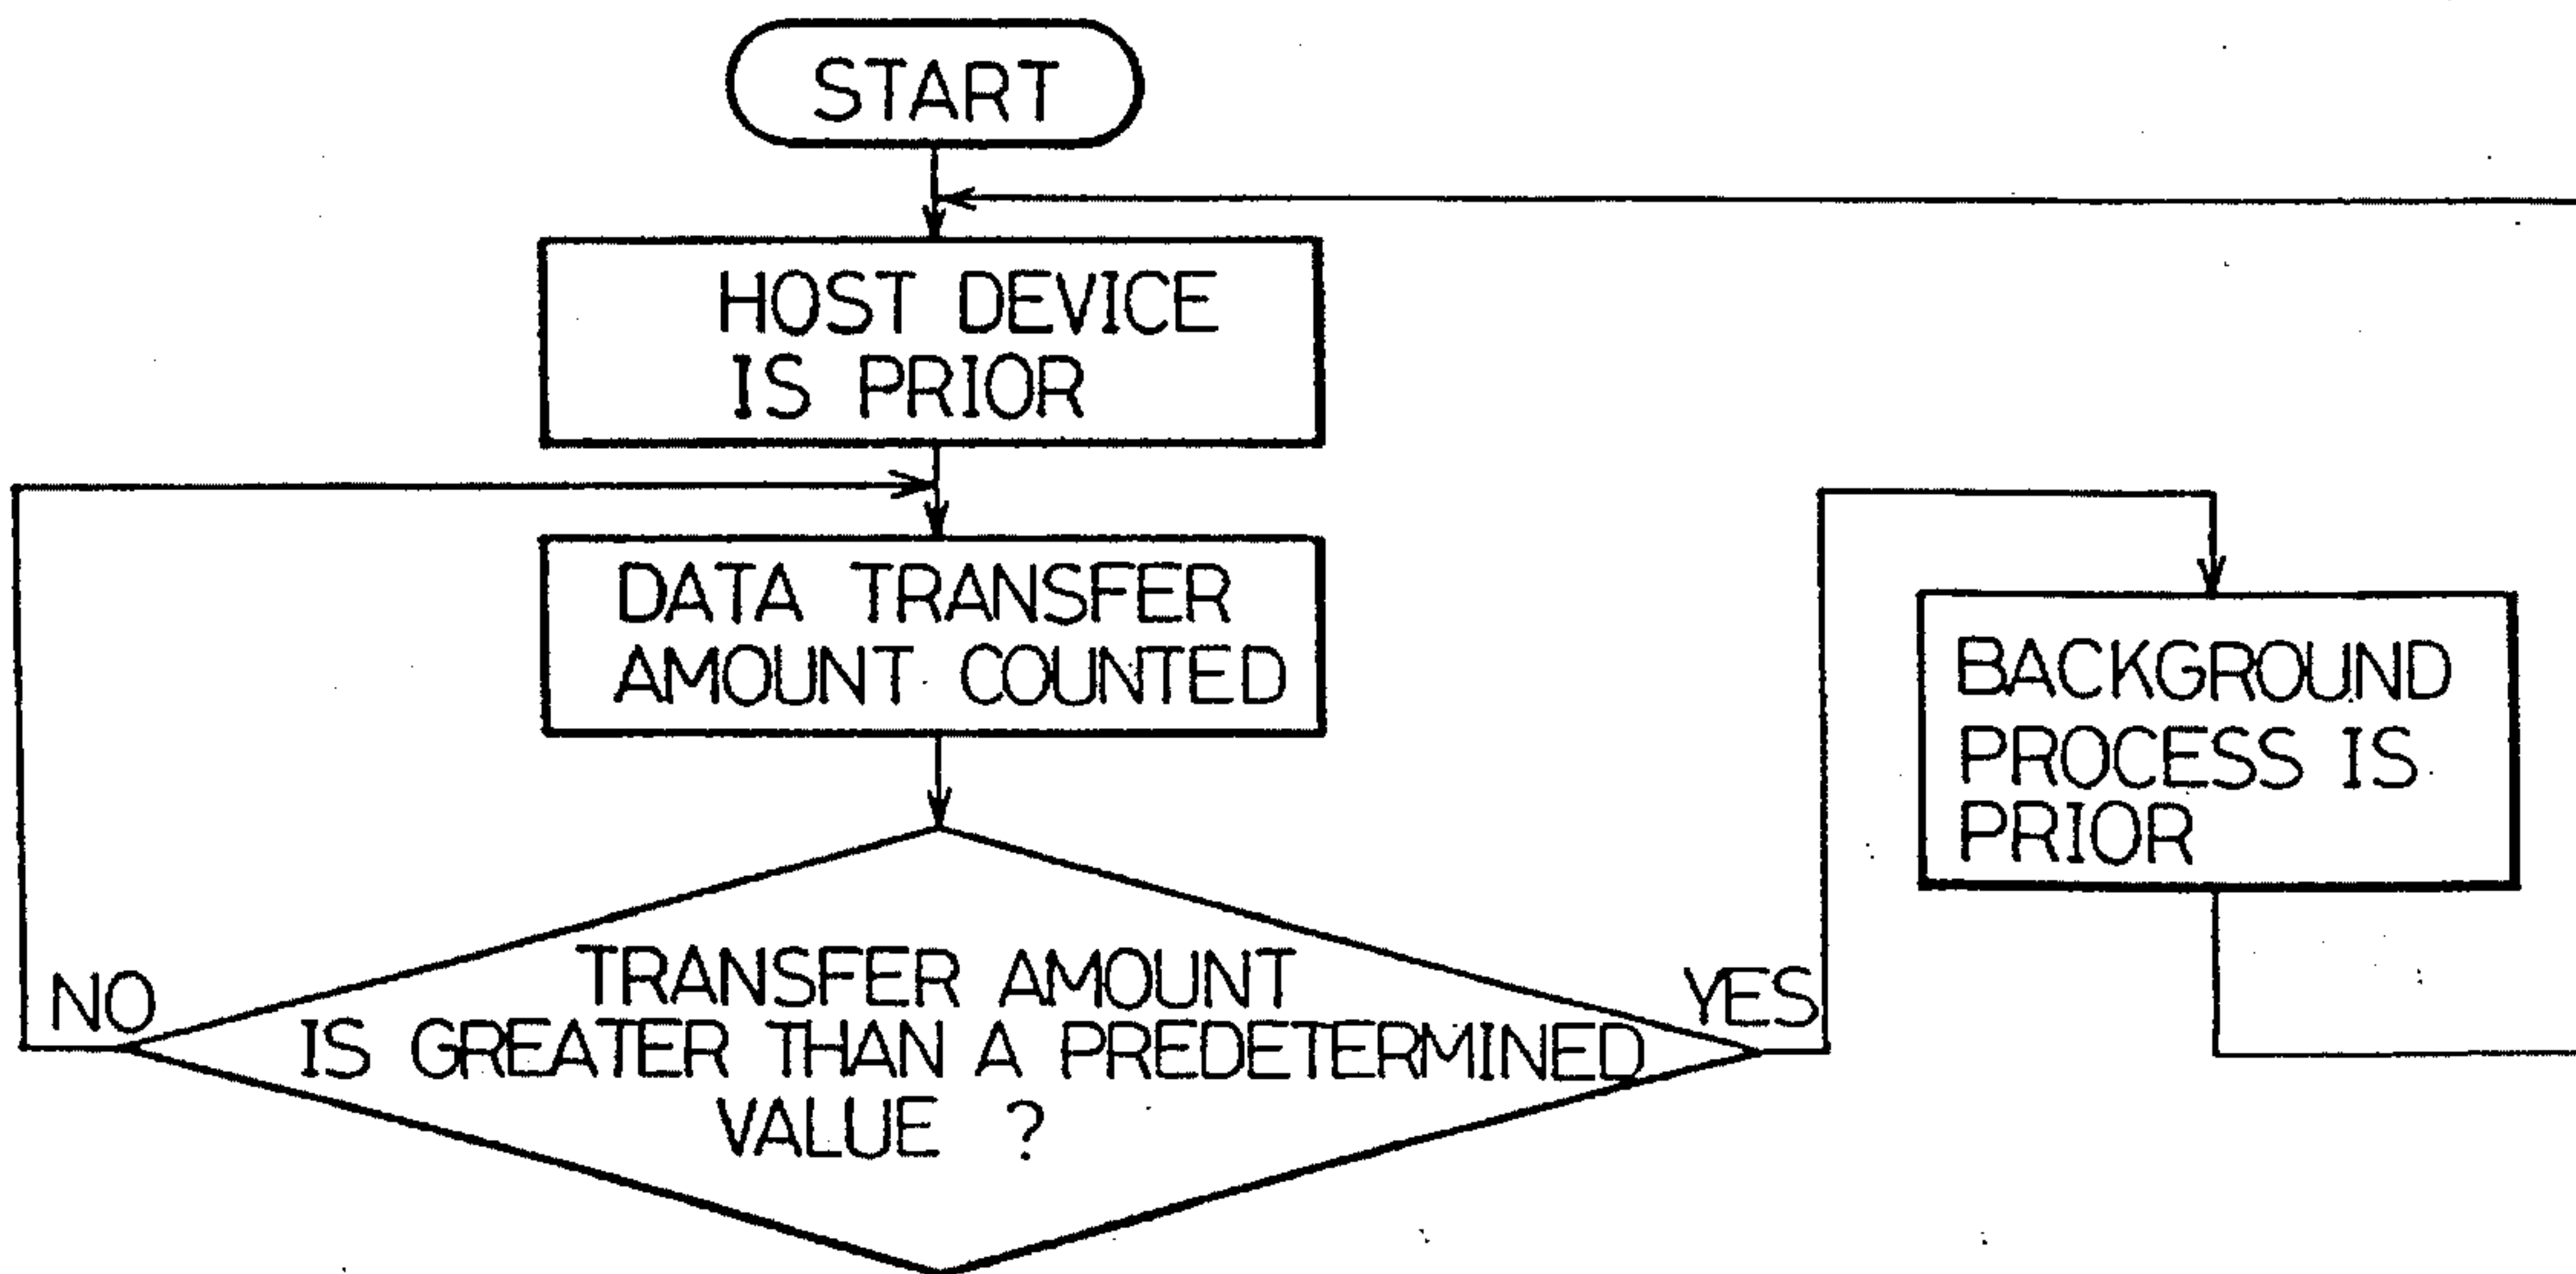 START
HOST DEVICE
IS PRIOR
DATA TRANSFER
AMOUNT COUNTED
BACKGROUND
PROCESS IS
PRIOR
NO
TRANSFER AMOUNT
IS GREATER THAN A PREDETERMINED
VALUE ?
YES